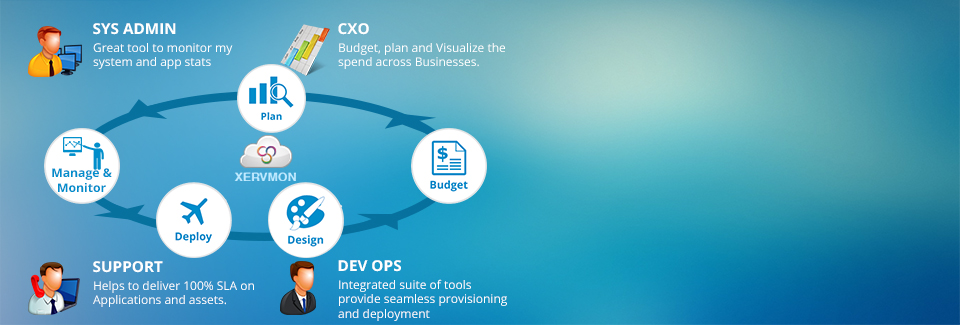 SYS ADMIN
Great tool to monitor my
system and app stats
CXO
Budget, plan and Visualize the
spend across Businesses.
Plan
Manage &
Monitor
XERVMON
$
Budget
Deploy
Design
SUPPORT
Helps to deliver 100% SLA on
Applications and assets.
DEV OPS
Integrated suite of tools
provide seamless provisioning
and deployment